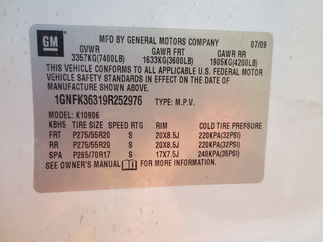 GM
MFD BY GENERAL MOTORS COMPANY 07/09
GVWR GAWR FRT GAWR RR
3357KG(7400LB) 1633KG(3600LB) 1905KG(4200LB)
THIS VEHICLE CONFORMS TO ALL APPLICABLE U.S. FEDERAL MOTOR
VEHICLE SAFETY STANDARDS IN EFFECT ON THE DATE OF
MANUFACTURE SHOWN ABOVE.
1GNFK36319R252976 TYPE: M.P.V.
MODEL: K10906
KBH5 TIRE SIZE SPEED RTG RIM COLD TIRE PRESSURE
FRT P275/55R20 S 20X8.5J 220KPA(32PSI)
RR P275/55R20 S 20X8.5J 220KPA(32PSI)
SPA P265/70R17 S 17X7.5J 240KPA(35PSI)
SEE OWNER'S MANUAL FOR MORE INFORMATION.